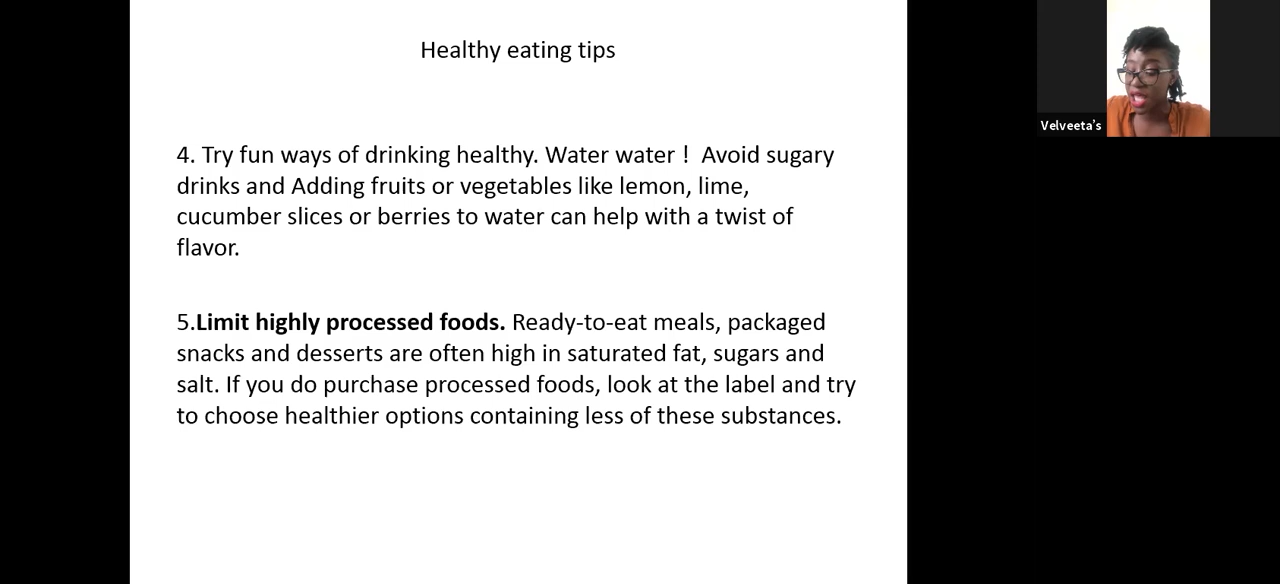 Healthy eating tips
4. Try fun ways of drinking healthy. Water water !  Avoid sugary
drinks and Adding fruits or vegetables like lemon, lime,
cucumber slices or berries to water can help with a twist of
flavor.
5.Limit highly processed foods. Ready-to-eat meals, packaged
snacks and desserts are often high in saturated fat, sugars and
salt. If you do purchase processed foods, look at the label and try
to choose healthier options containing less of these substances.
Velveeta's